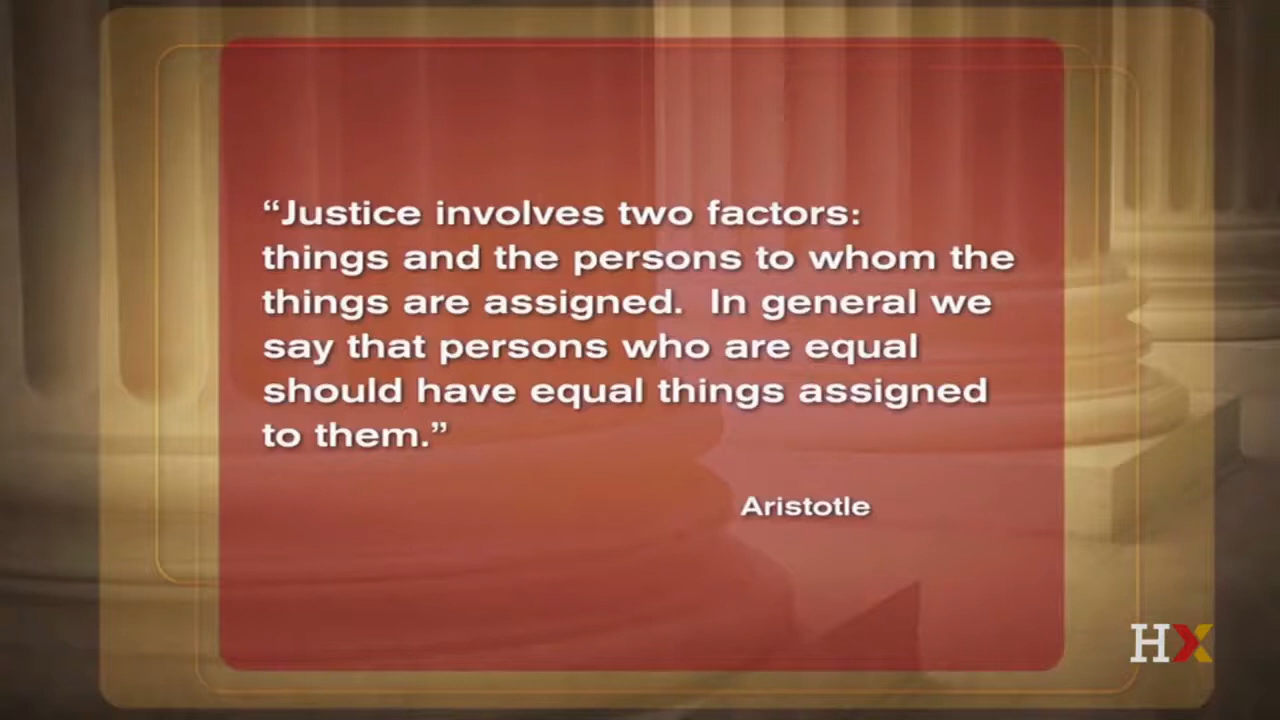 “Justice involves two factors:
things and the persons to whom the
things are assigned.  In general we
say that persons who are equal
should have equal things assigned
to them.”
Aristotle
HX